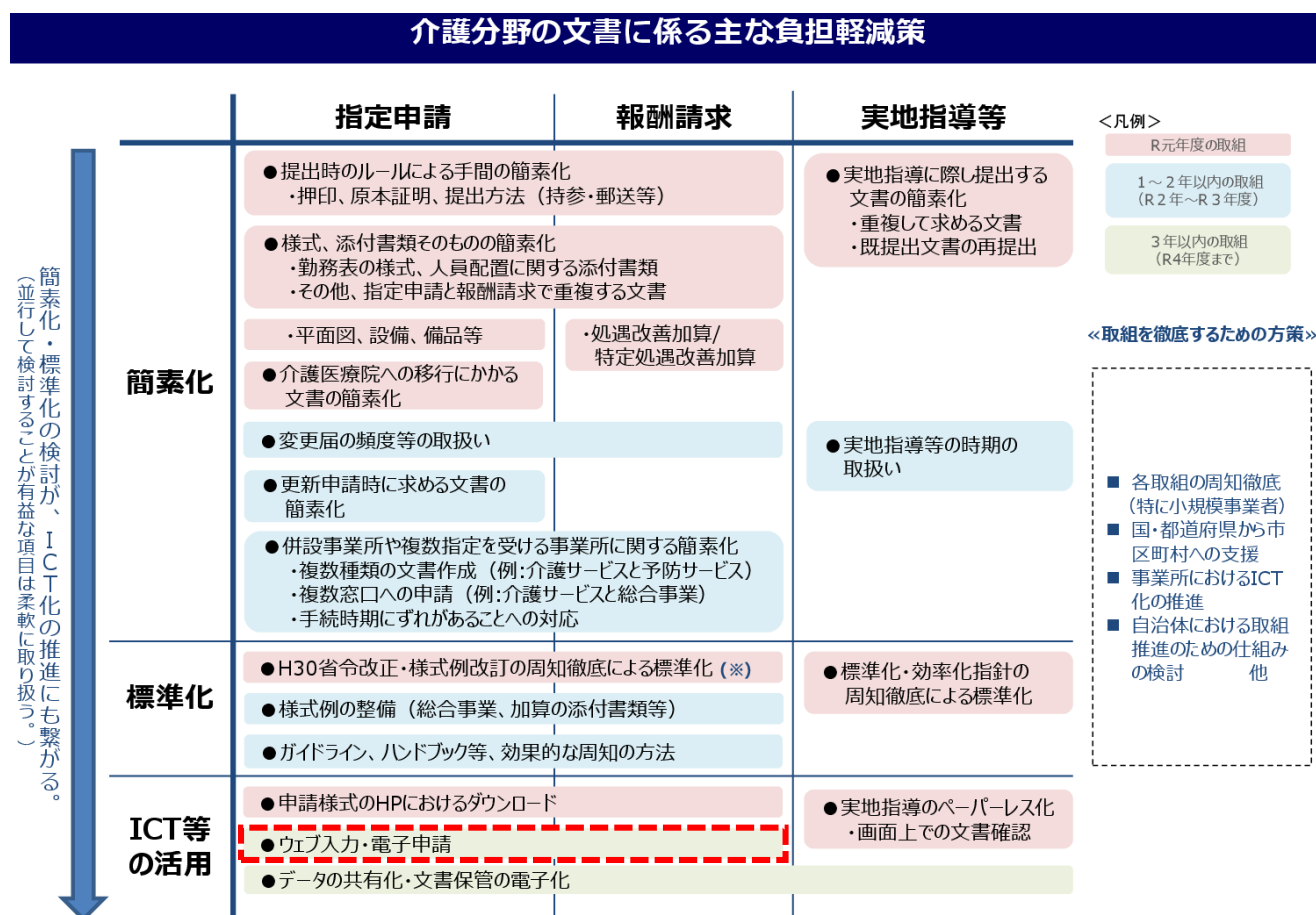 介護分野の文書に係る主な負担軽減策
指定申請
報酬請求
実地指導等
簡素化
●提出時のルールによる手間の簡素化
・押印、原本証明、提出方法（持参・郵送等）
●様式、添付書類そのものの簡素化
・勤務表の様式、人員配置に関する添付書類
・その他、指定申請と報酬請求で重複する文書
・平面図、設備、備品等
・処遇改善加算/
特定処遇改善加算
●介護医療院への移行にかかる
文書の簡素化
●変更届の頻度等の取扱い
●更新申請時に求める文書の
簡素化
●併設事業所や複数指定を受ける事業所に関する簡素化
・複数種類の文書作成（例:介護サービスと予防サービス）
・複数窓口への申請（例:介護サービスと総合事業）
・手続時期にずれがあることへの対応
●実地指導に際し提出する
文書の簡素化
・重複して求める文書
・既提出文書の再提出
●実地指導等の時期の
取扱い
標準化
●H30省令改正・様式例改訂の周知徹底による標準化（※）
●様式例の整備（総合事業、加算の添付書類等）
●ガイドライン、ハンドブック等、効果的な周知の方法
●標準化・効率化指針の
周知徹底による標準化
ICT等
の活用
●申請様式のHPにおけるダウンロード
●ウェブ入力・電子申請
●データの共有化・文書保管の電子化
●実地指導のペーパーレス化
・画面上での文書確認
簡素化・標準化の検討が、ICT化の推進にも繋がる。
（並行して検討することが有益な項目は柔軟に取り扱う。）
＜凡例＞
R元年度の取組
1～2年以内の取組
（R2年～R3年度）
3年以内の取組
（R4年度まで）
≪取組を徹底するための方策≫
■ 各取組の周知徹底
（特に小規模事業者）
■ 国・都道府県から市
区町村への支援
■ 事業所におけるICT
化の推進
■ 自治体における取組
推進のための仕組み
の検討　　　他